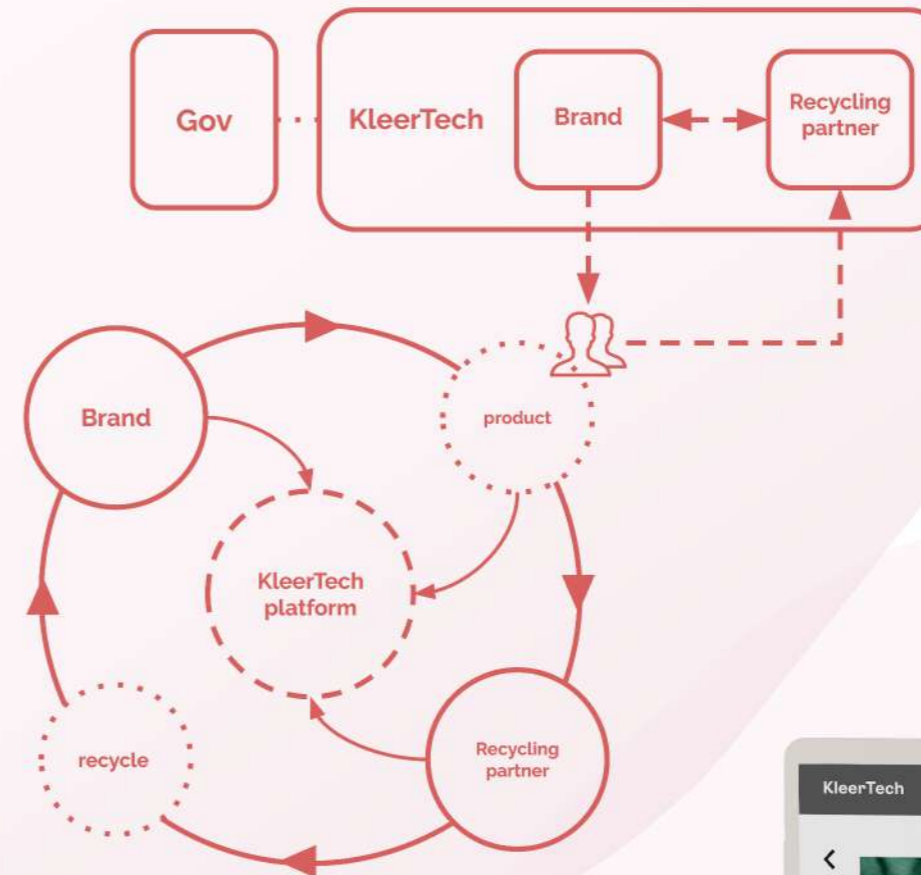 Gov
KleerTech
Brand
Recycling
partner
Brand
product
KleerTech
platform
recycle
Recycling
partner
KleerTech